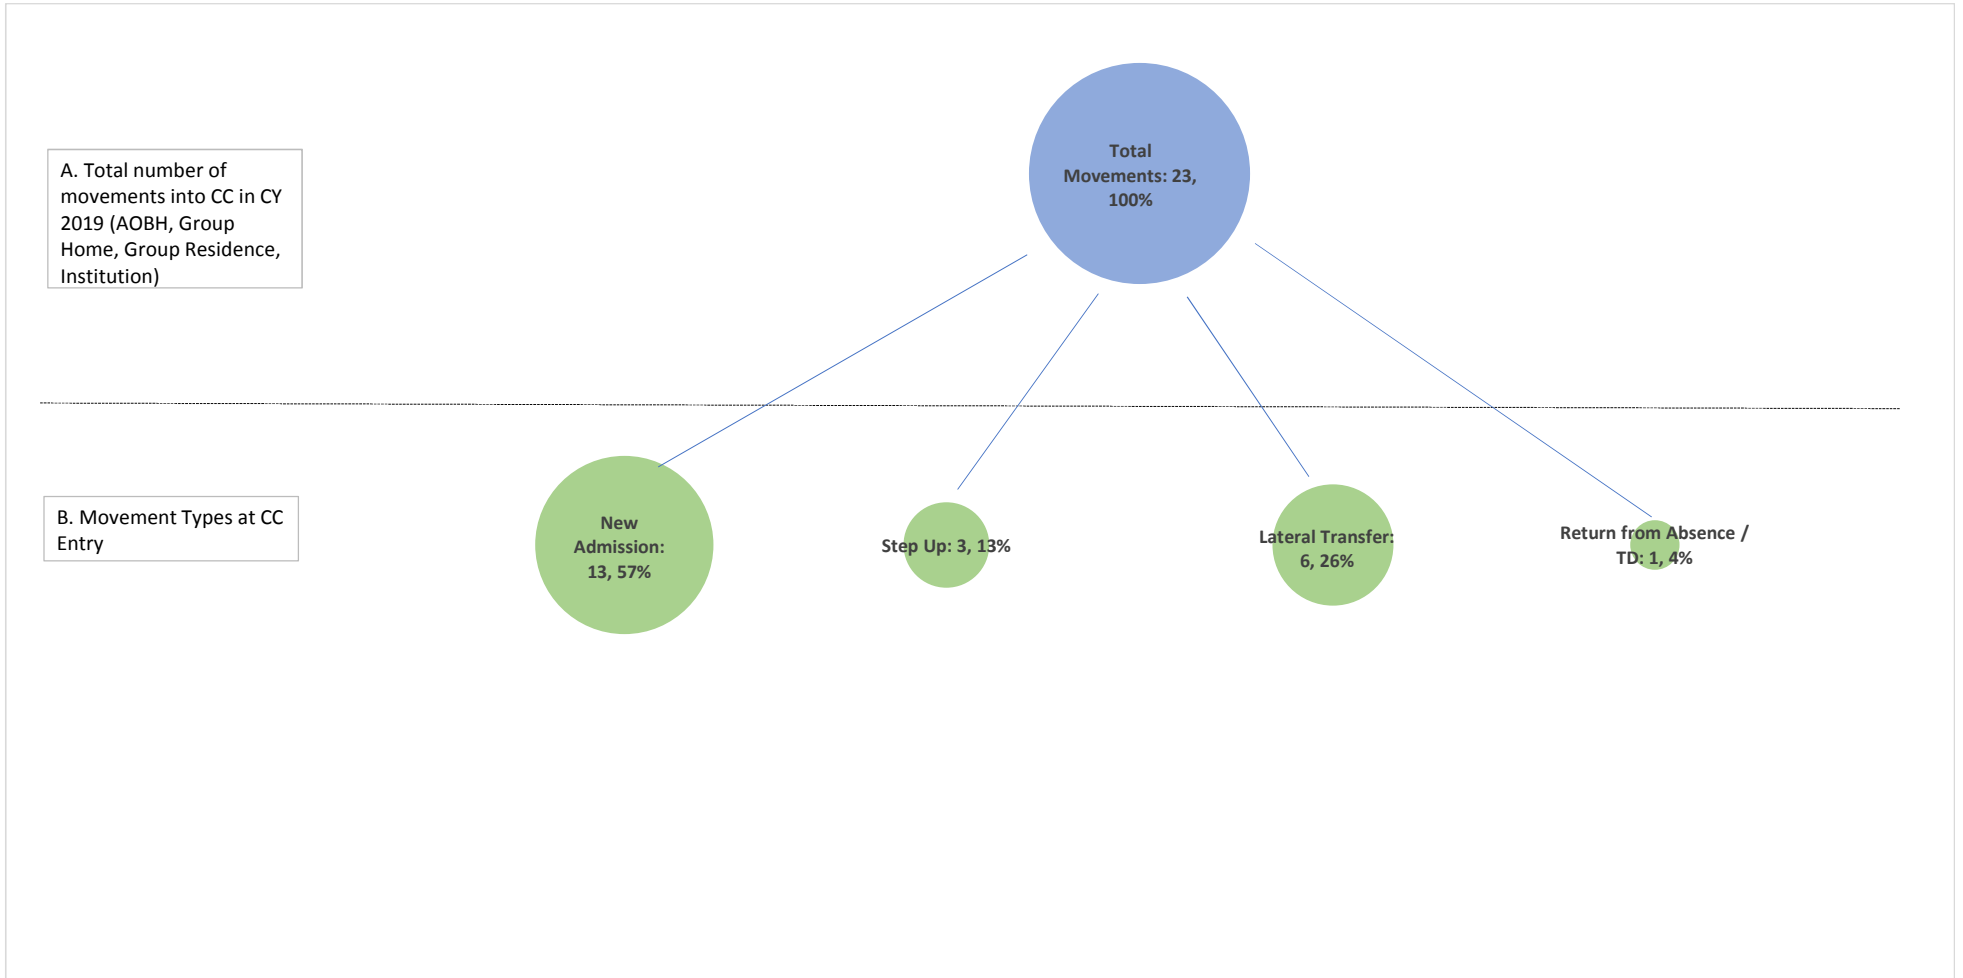 Total
Movements: 23,
100%
A. Total number of
movements into CC in CY
2019 (AOBH, Group
Home, Group Residence,
Institution)
B. Movement Types at CC
Entry
New
Admission:
13, 57%
Step Up: 3, 13%
Lateral Transfer:
6, 26%
Return from Absence /
TD: 1, 4%